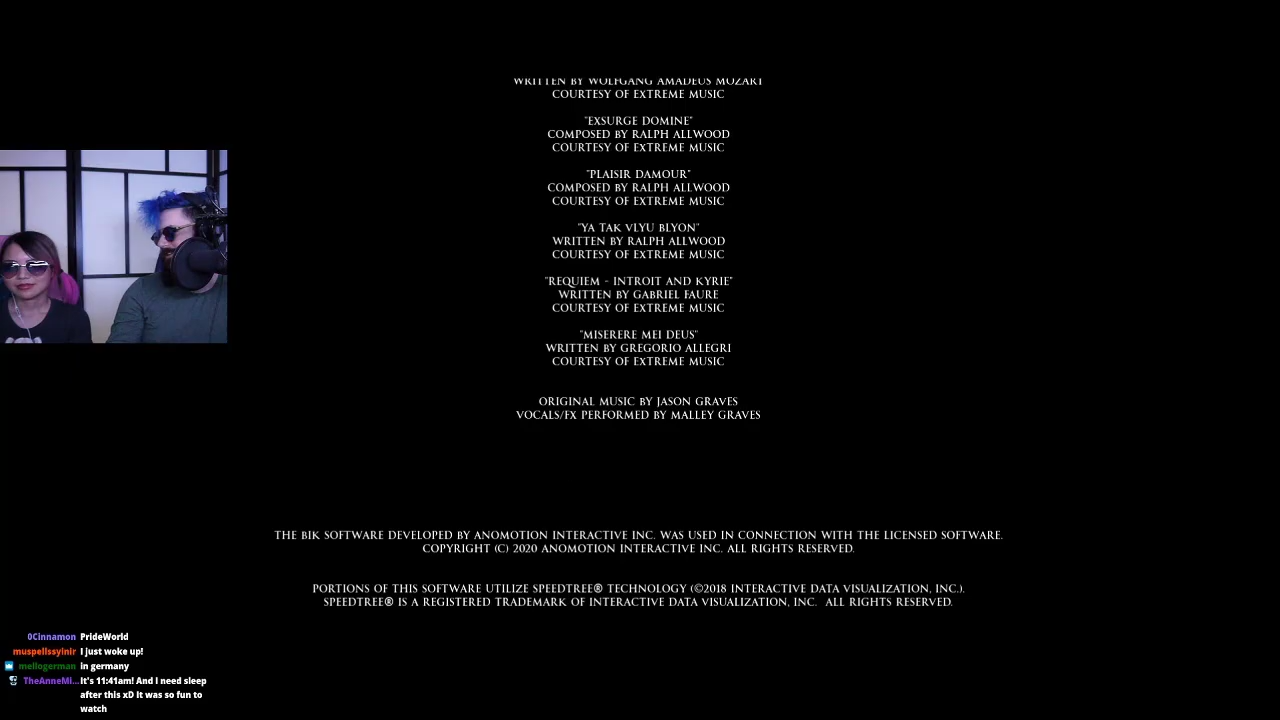 WRITTEN BY WOLFGANG AMADEUS MOZART
COURTESY OF EXTREME MUSIC
"EXSURGE DOMINE"
COMPOSED BY RALPH ALLWOOD
COURTESY OF EXTREME MUSIC
"PLAISIR DAMOUR"
COMPOSED BY RALPH ALLWOOD
COURTESY OF EXTREME MUSIC
"YA TAK VLYU BLYON"
WRITTEN BY RALPH ALLWOOD
COURTESY OF EXTREME MUSIC
"REQUIEM - INTROIT AND KYRIE"
WRITTEN BY GABRIEL FAURE
COURTESY OF EXTREME MUSIC
"MISERERE MEI DEUS"
WRITTEN BY GREGORIO ALLEGRI
COURTESY OF EXTREME MUSIC
ORIGINAL MUSIC BY JASON GRAVES
VOCALS/FX PERFORMED BY MALLEY GRAVES
THE BIK SOFTWARE DEVELOPED BY ANOMOTION INTERACTIVE INC. WAS USED IN CONNECTION WITH THE LICENSED SOFTWARE.
COPYRIGHT (C) 2020 ANOMOTION INTERACTIVE INC. ALL RIGHTS RESERVED.
PORTIONS OF THIS SOFTWARE UTILIZE SPEEDTREE® TECHNOLOGY (©2018 INTERACTIVE DATA VISUALIZATION, INC.).
SPEEDTREE® IS A REGISTERED TRADEMARK OF INTERACTIVE DATA VISUALIZATION, INC. ALL RIGHTS RESERVED.
0Cinnamon PrideWorld
muspellssyinir I just woke up!
mellogerman in germany
TheAnneMi... It's 11:41am! And I need sleep
after this xD It was so fun to
watch